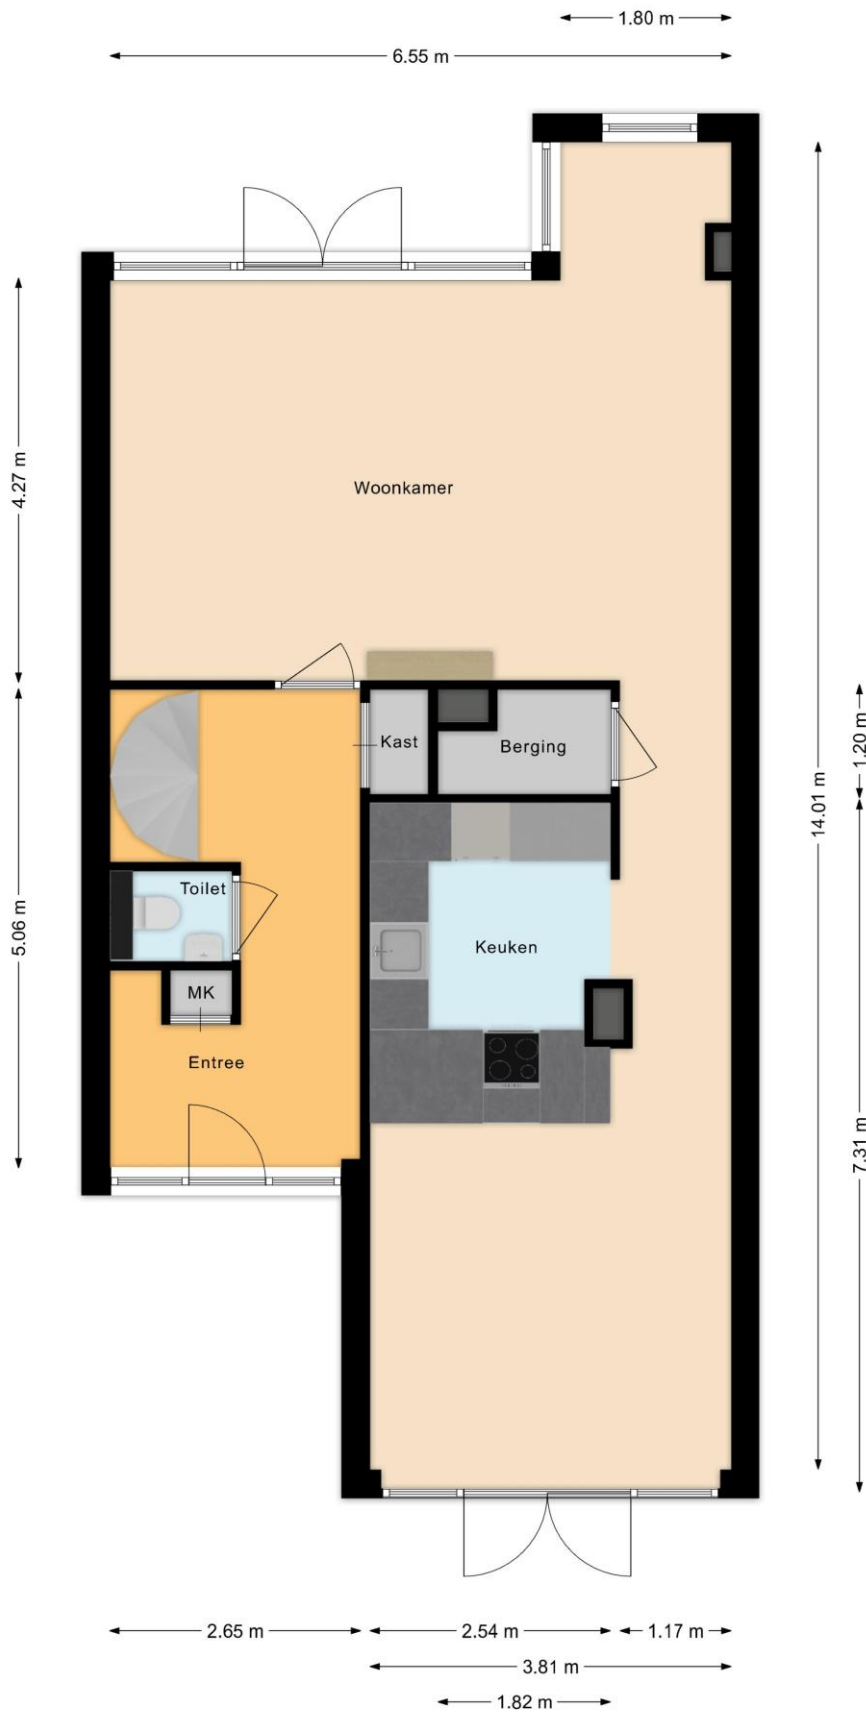 1.80 m
6.55 m
4.27 m
Woonkamer
14.01 m
1.20 m
Kast
Berging
Toilet
5.06 m
Keuken
MK
Entree
7.31 m
2.65 m
2.54 m
1.17 m
3.81 m
1.82 m